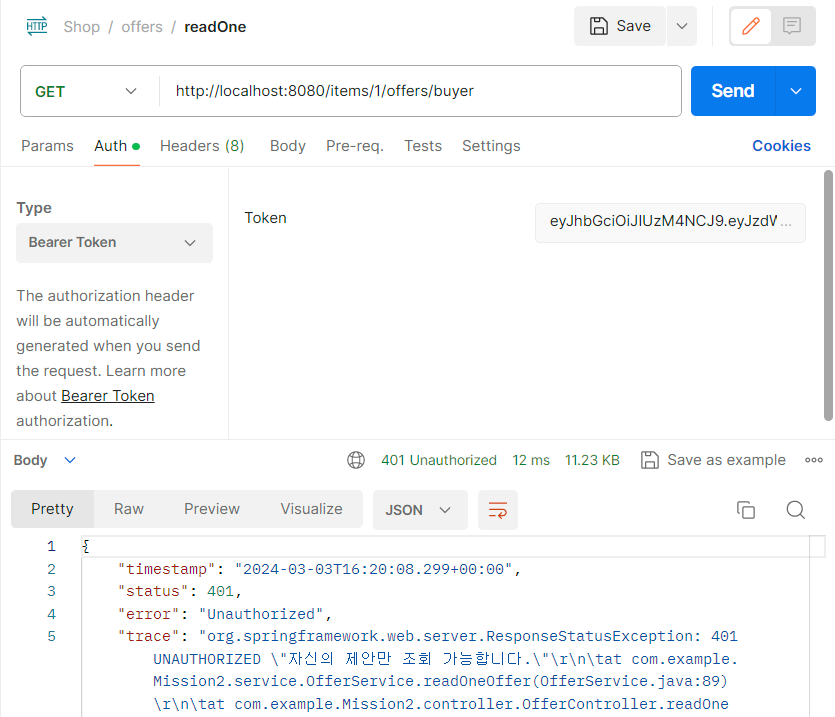 HTTP Shop / offers / readOne Save
GET http://localhost:8080/items/1/offers/buyer Send
Params Auth Headers (8) Body Pre-req. Tests Settings Cookies
Type
Bearer Token
Token eyJhbGciOiJIUzM4NCJ9.eyJzdW...
The authorization header
will be automatically
generated when you send
the request. Learn more
about Bearer Token
authorization.
Body 401 Unauthorized 12 ms 11.23 KB Save as example
Pretty Raw Preview Visualize JSON
1 {
2 "timestamp": "2024-03-03T16:20:08.299+00:00",
3 "status": 401,
4 "error": "Unauthorized",
5 "trace": "org.springframework.web.server.ResponseStatusException: 401
UNAUTHORIZED \"자신의 제안만 조회 가능합니다.\"\r\n\tat com.example.
Mission2.service.OfferService.readOneOffer(OfferService.java:89)
\r\n\tat com.example.Mission2.controller.OfferController.readOne